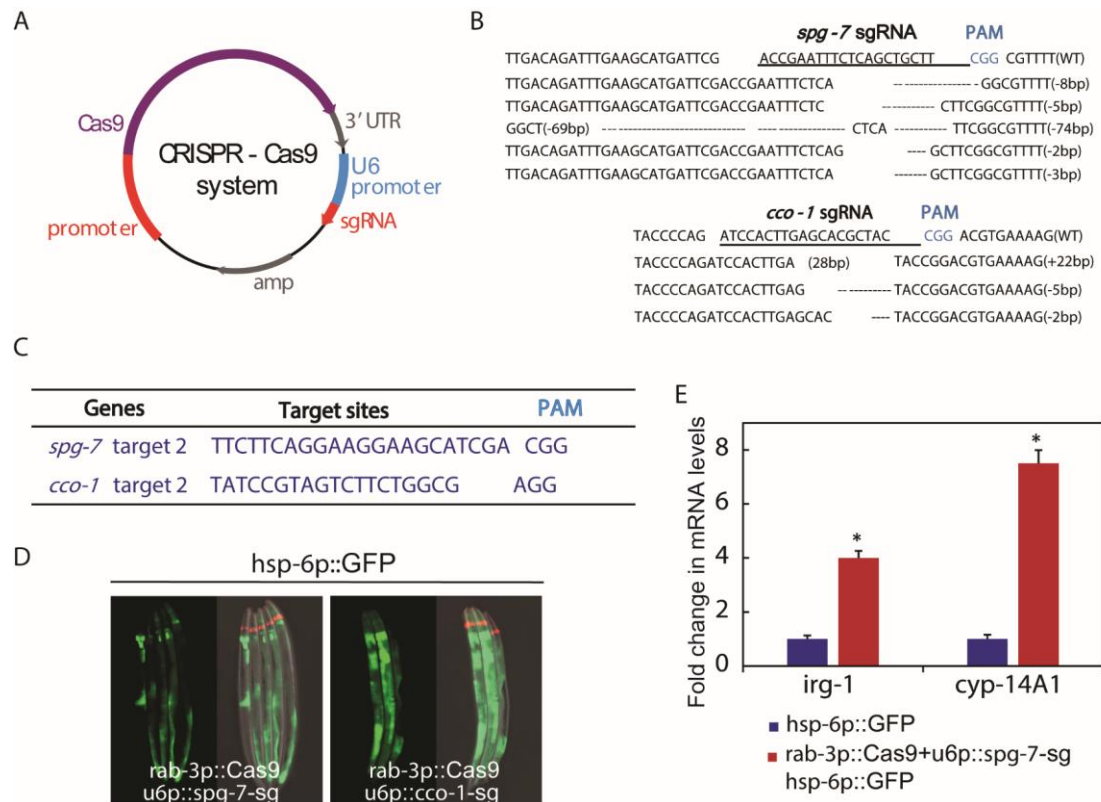 A
Cas9
3' UTR
CRISPR - Cas9
system
U6
promoter
sgRNA
promoter
amp
B
spg -7 sgRNA PAM
TTGACAGATTTGAAGCATGATTCG ACCGAATTTCTCAGCTGCTT CGG CGTTTT(WT)
TTGACAGATTTGAAGCATGATTCGACCGAATTTCTCA -- --------------- - GGCGTTTT(-8bp)
TTGACAGATTTGAAGCATGATTCGACCGAATTTCTC -- ---------- CTTCGGCGTTTT(-5bp)
GGCT(-69bp) -- -------------------------- -- ------------ CTCA -- ---------- TTCGGCGTTTT(-74bp)
TTGACAGATTTGAAGCATGATTCGACCGAATTTCTCAG -- ---- GCTTCGGCGTTTT(-2bp)
TTGACAGATTTGAAGCATGATTCGACCGAATTTCTCA -- ------- GCTTCGGCGTTTT(-3bp)
cco -1 sgRNA PAM
TACCCCAG ATCCACTTGAGCACGCTAC CGG ACGTGAAAAG(WT)
TACCCCAGATCCACTTGA (28bp) TACCGGACGTGAAAAG(+22bp)
TACCCCAGATCCACTTGAG -- ---------- TACCGGACGTGAAAAG(-5bp)
TACCCCAGATCCACTTGAGCAC ---- TACCGGACGTGAAAAG(-2bp)
C
Genes Target sites PAM
spg-7 target 2 TTCTTCAGGAAGGAAGCATCGA CGG
cco-1 target 2 TATCCGTAGTCTTCTGGCG AGG
D
hsp-6p::GFP
rab-3p::Cas9
u6p::spg-7-sg
rab-3p::Cas9
u6p::cco-1-sg
E
Fold change in mRNA levels
8
6
4
2
0
*
*
irg-1 cyp-14A1
hsp-6p::GFP
rab-3p::Cas9+u6p::spg-7-sg
hsp-6p::GFP